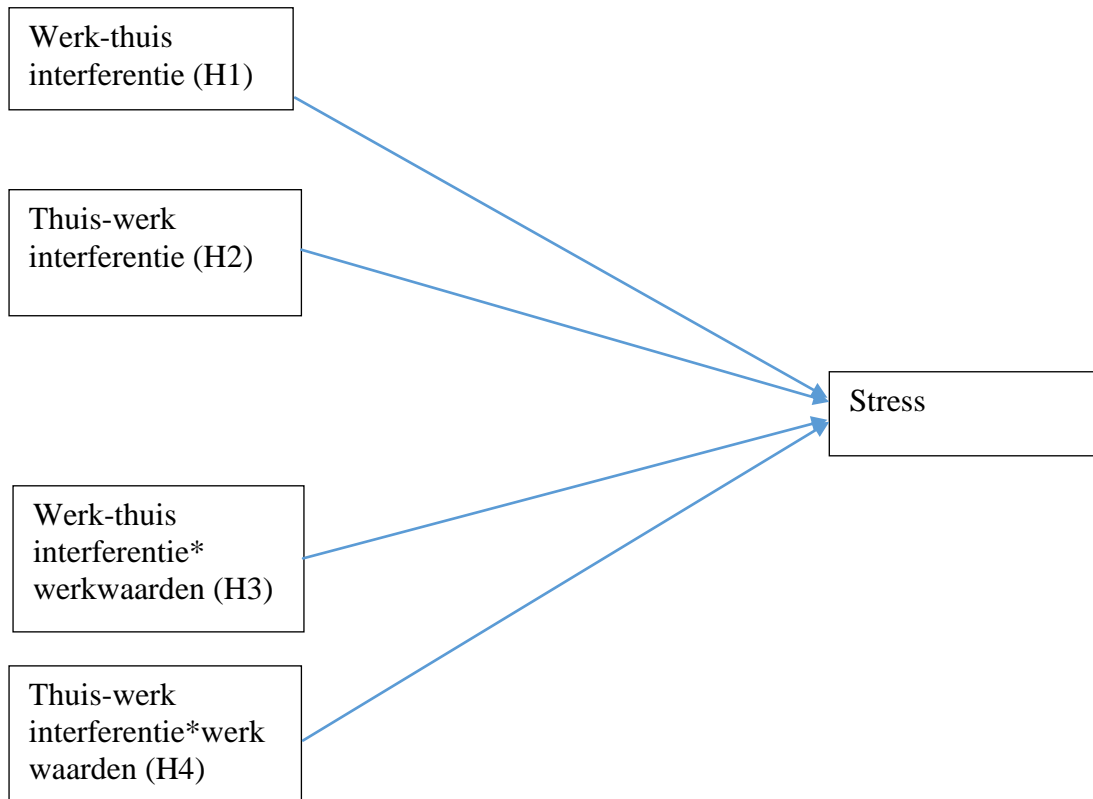 Werk-thuis
interferentie (H1)
Thuis-werk
interferentie (H2)
Stress
Werk-thuis
interferentie*
werkwaarden (H3)
Thuis-werk
interferentie*werk
waarden (H4)